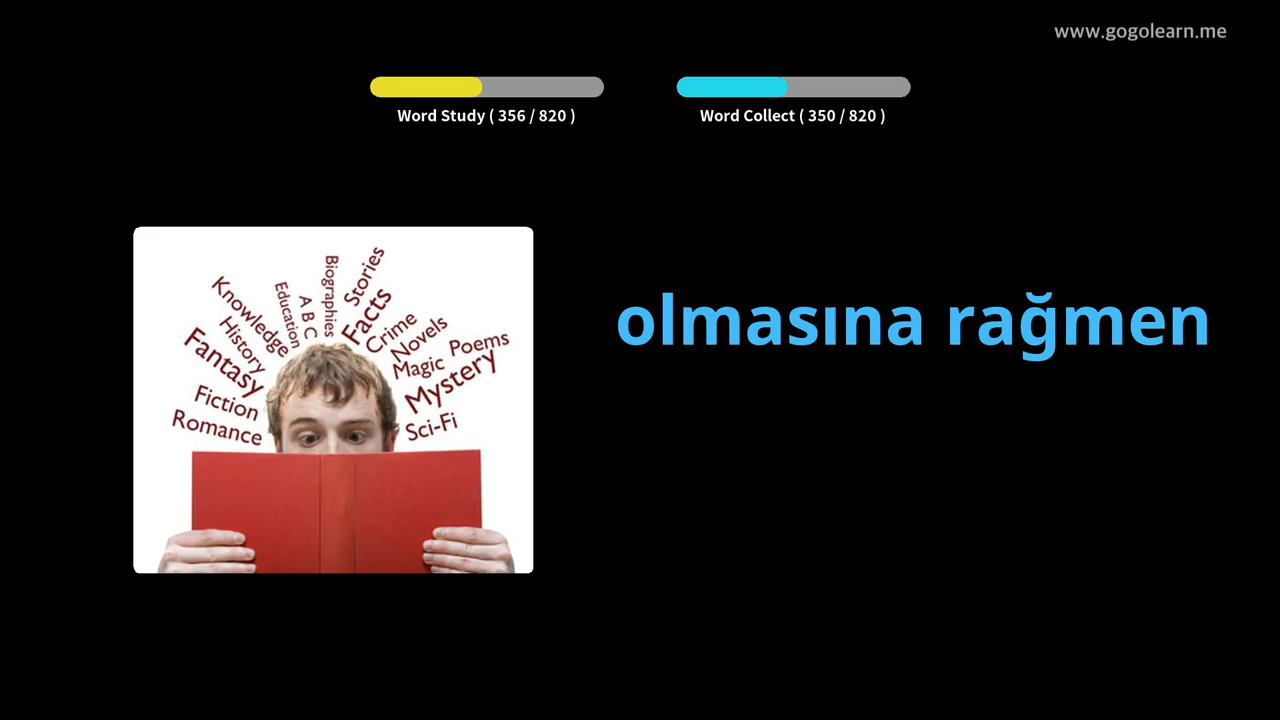 www.gogolearn.me
Word Study ( 356 / 820 )
Word Collect ( 350 / 820 )
olmasına rağmen
Biographies
Stories
Education
A B C
Facts
Knowledge
History
Crime
Novels
Fantasy
Magic
Poems
Mystery
Fiction
Romance
Sci-Fi